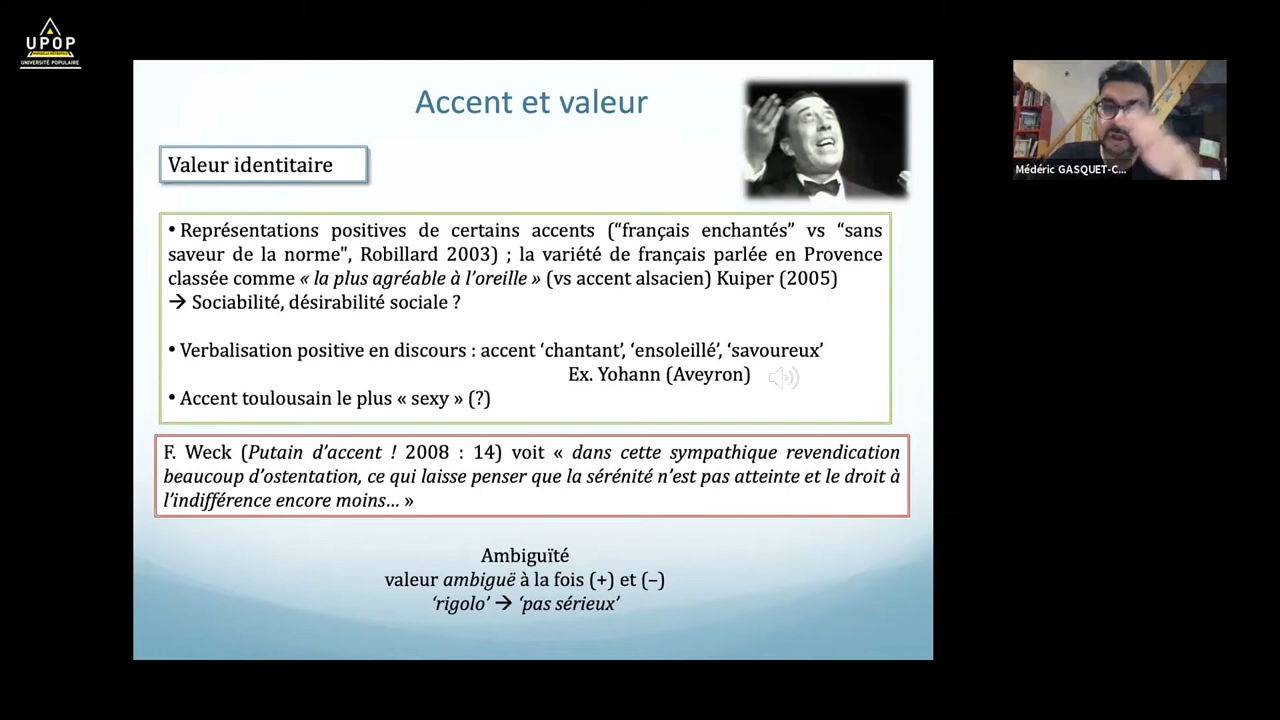 UPOP
UNIVERSITÉ POPULAIRE
Accent et valeur
Valeur identitaire
• Représentations positives de certains accents (“français enchantés” vs “sans
saveur de la norme", Robillard 2003) ; la variété de français parlée en Provence
classée comme « la plus agréable à l’oreille » (vs accent alsacien) Kuiper (2005)
→ Sociabilité, désirabilité sociale ?
• Verbalisation positive en discours : accent ‘chantant’, ‘ensoleillé’, ‘savoureux’
Ex. Yohann (Aveyron)
• Accent toulousain le plus « sexy » (?)
F. Weck (Putain d’accent ! 2008 : 14) voit « dans cette sympathique revendication
beaucoup d’ostentation, ce qui laisse penser que la sérénité n’est pas atteinte et le droit à
l’indifférence encore moins… »
Ambiguïté
valeur ambiguë à la fois (+) et (–)
‘rigolo’ → ‘pas sérieux’
Médéric GASQUET-C...